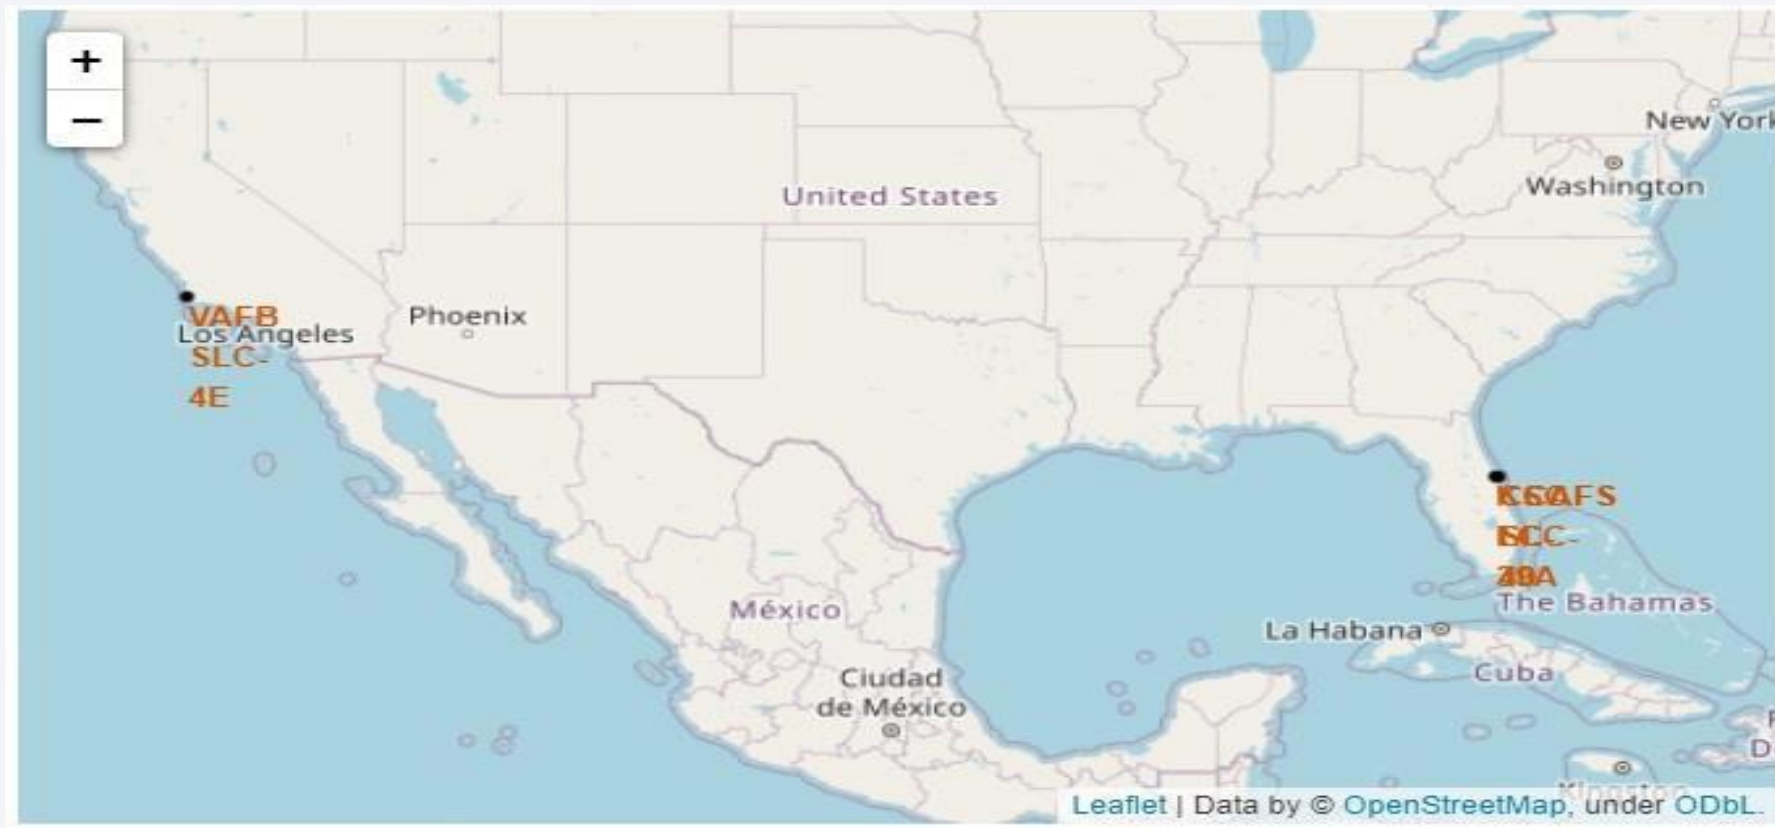 +
−
New York
Washington
United States
Phoenix
VAFB
Los Angeles
SLC-
4E
The Bahamas
México
La Habana
Cuba
Ciudad
de México
Kingston
Leaflet | Data by © OpenStreetMap, under ODbL.